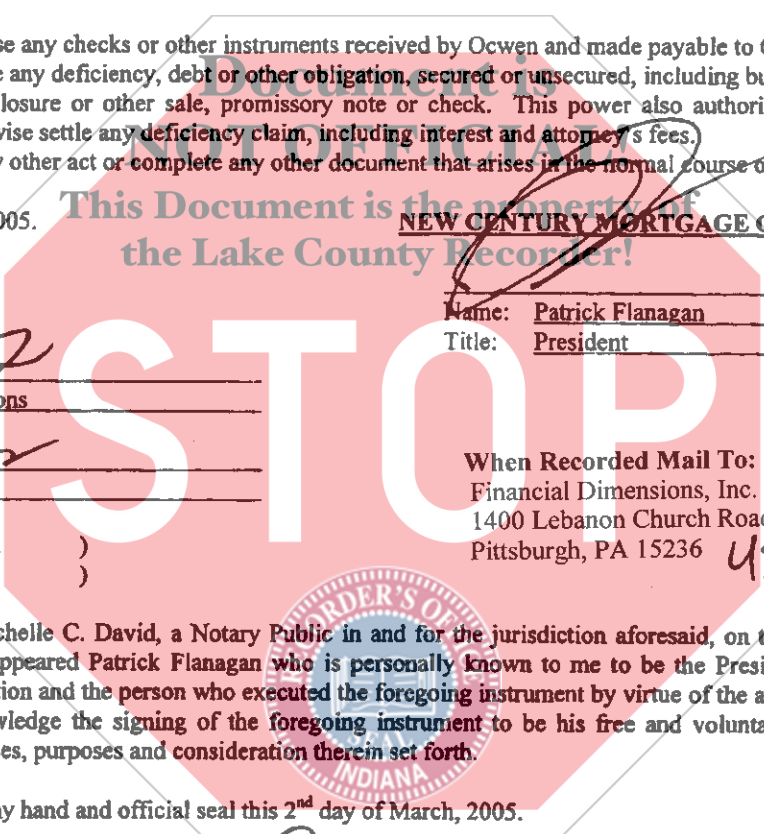 se any checks or other instruments received by Ocwen and made payable to
e any deficiency, debt or other obligation, secured or unsecured, including bu
losure or other sale, promissory note or check. This power also authori
wise settle any deficiency claim, including interest and attorney's fees.
y other act or complete any other document that arises in the normal course o
Document is
NOT OFFICIAL!
This Document is the property of
the Lake County Recorder!
005.
NEW CENTURY MORTGAGE C
Name: Patrick Flanagan
Title: President
STOP
ons
When Recorded Mail To:
Financial Dimensions, Inc.
1400 Lebanon Church Road
Pittsburgh, PA 15236
)
)
RECORDER'S OFFICE
SEAL
INDIANA
chelle C. David, a Notary Public in and for the jurisdiction aforesaid, on t
appeared Patrick Flanagan who is personally known to me to be the Presi
tion and the person who executed the foregoing instrument by virtue of the a
wledge the signing of the foregoing instrument to be his free and volunta
es, purposes and consideration therein set forth.
ny hand and official seal this 2nd day of March, 2005.